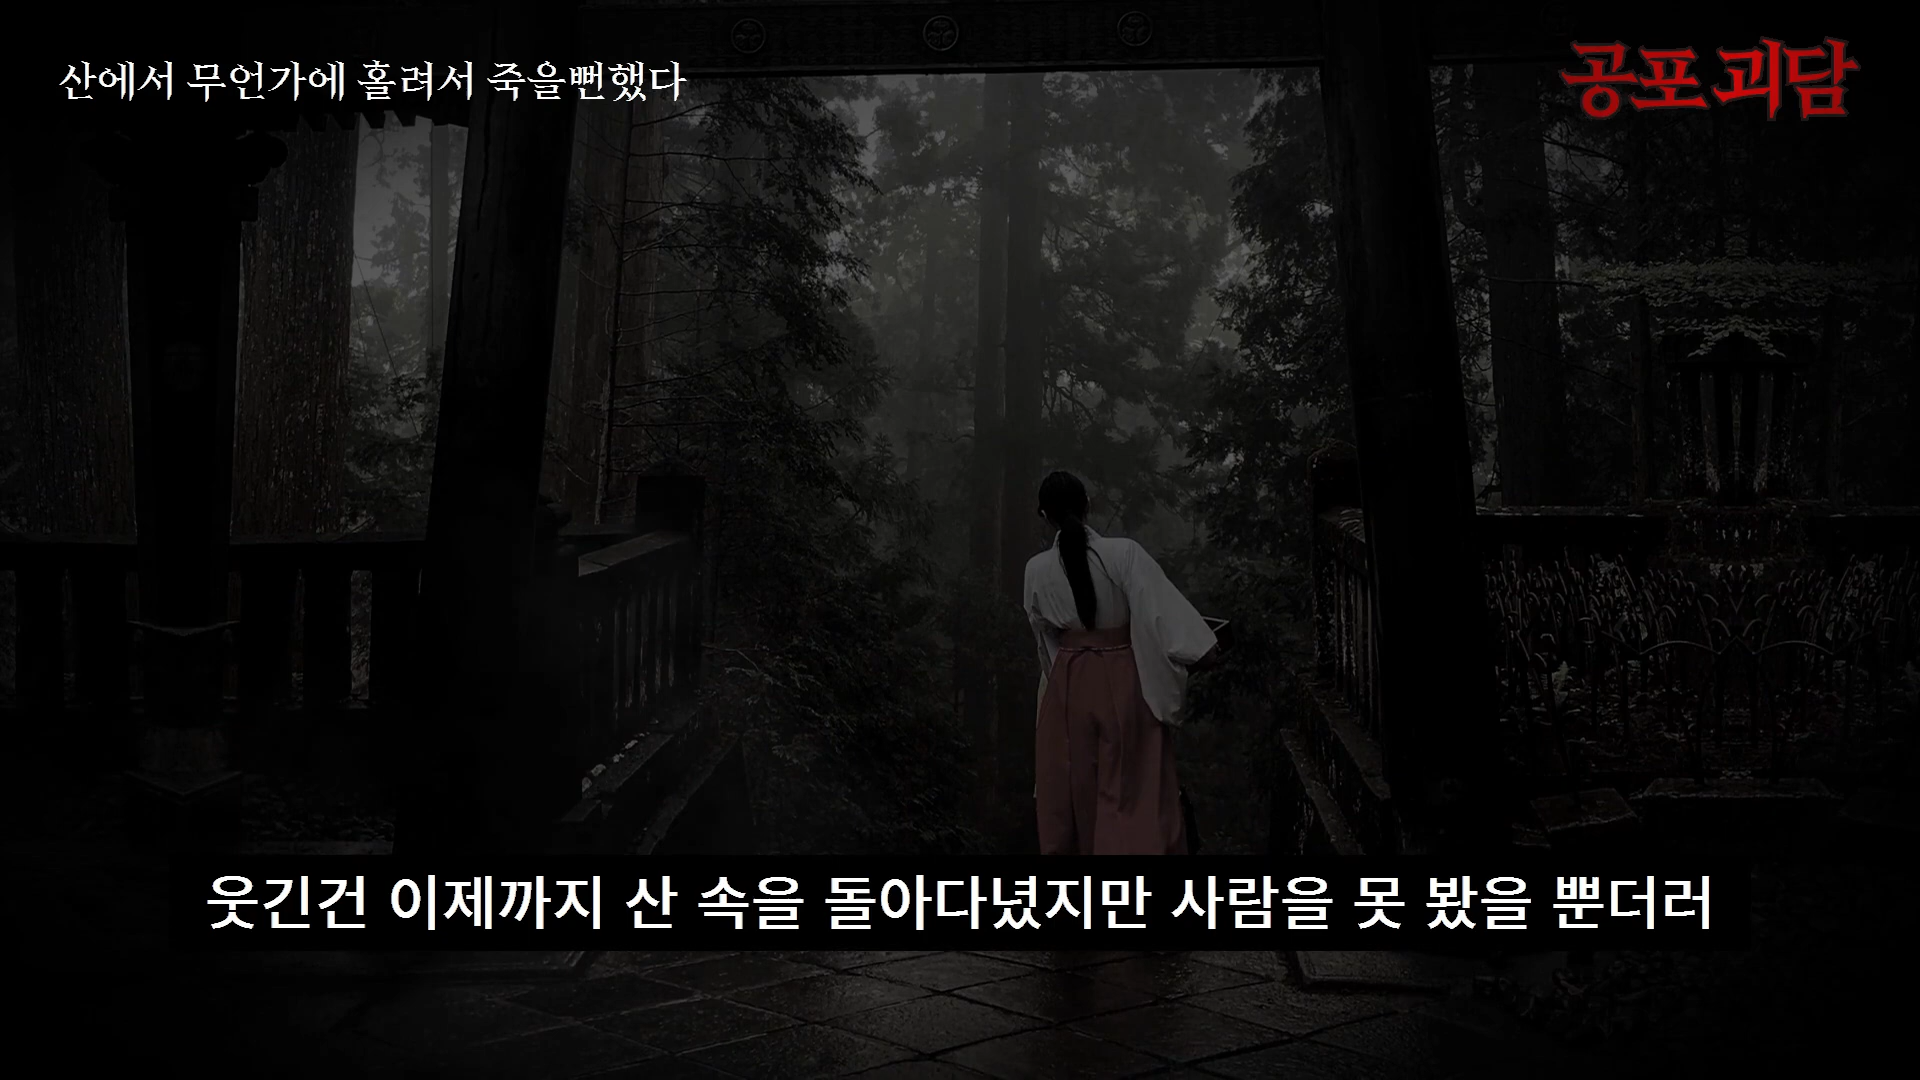 산에서 무언가에 홀려서 죽을뻔했다
공포 괴담
웃긴건 이제까지 산 속을 돌아다녔지만 사람을 못 봤을 뿐더러